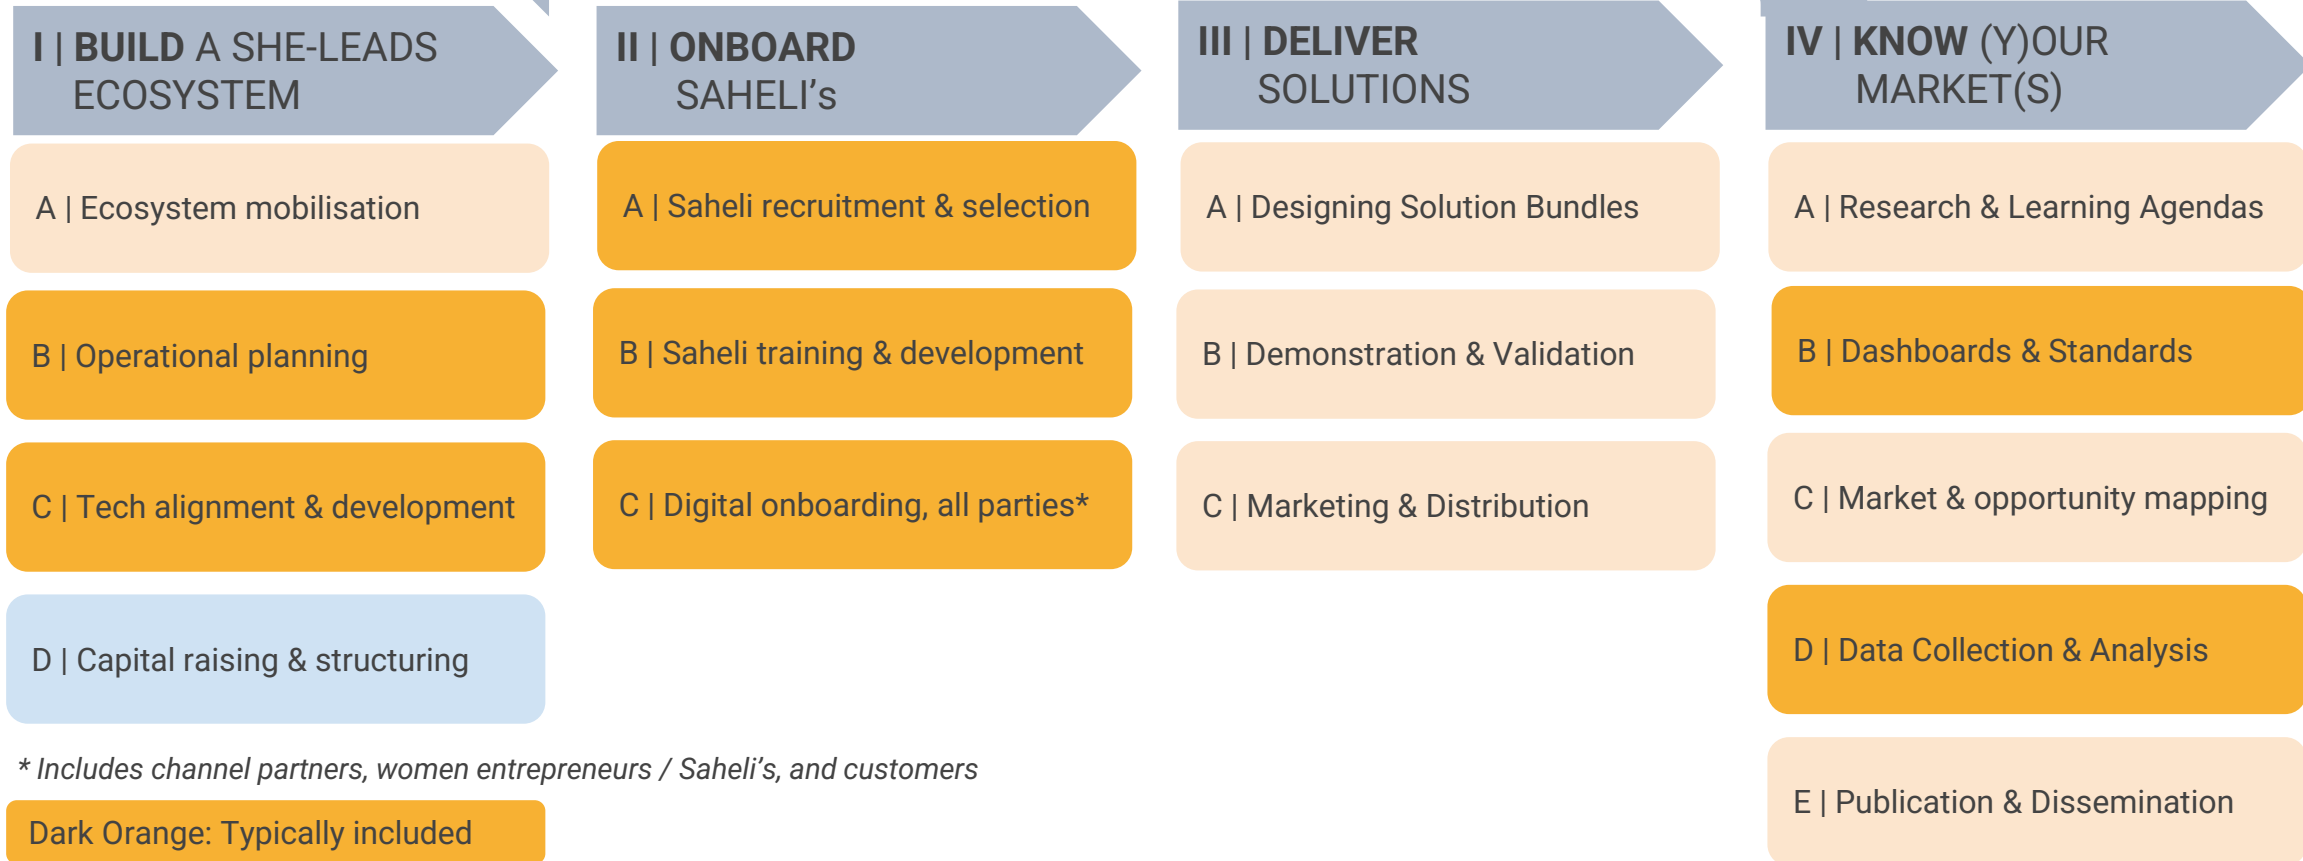 I | BUILD A SHE-LEADS
ECOSYSTEM
A | Ecosystem mobilisation
B | Operational planning
C | Tech alignment & development
D | Capital raising & structuring
II | ONBOARD
SAHELI’s
A | Saheli recruitment & selection
B | Saheli training & development
C | Digital onboarding, all parties*
III | DELIVER
SOLUTIONS
A | Designing Solution Bundles
B | Demonstration & Validation
C | Marketing & Distribution
IV | KNOW (Y)OUR
MARKET(S)
A | Research & Learning Agendas
B | Dashboards & Standards
C | Market & opportunity mapping
D | Data Collection & Analysis
E | Publication & Dissemination
* Includes channel partners, women entrepreneurs / Saheli’s, and customers
Dark Orange: Typically included